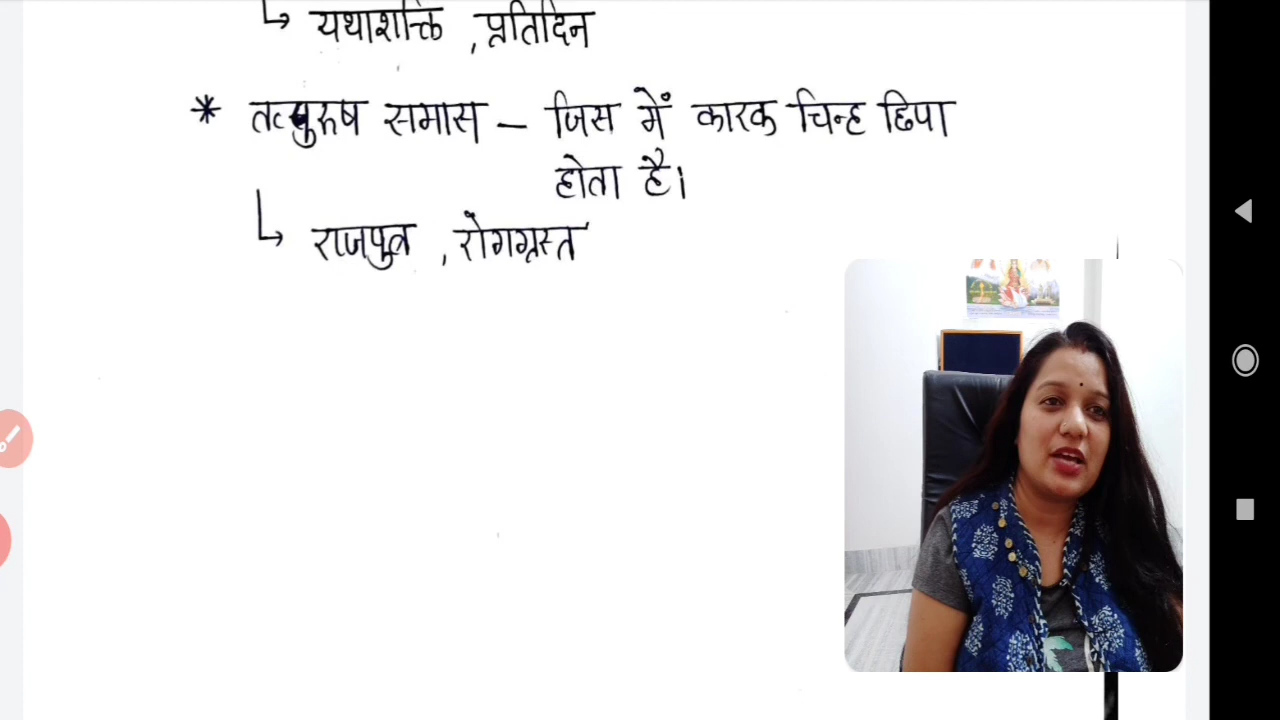 ↳ यथाशक्ति , प्रतिदिन
* तत्पुरुष समास – जिस में कारक चिन्ह छिपा
होता है।
↳ राजपुत्र , रोगग्रस्त